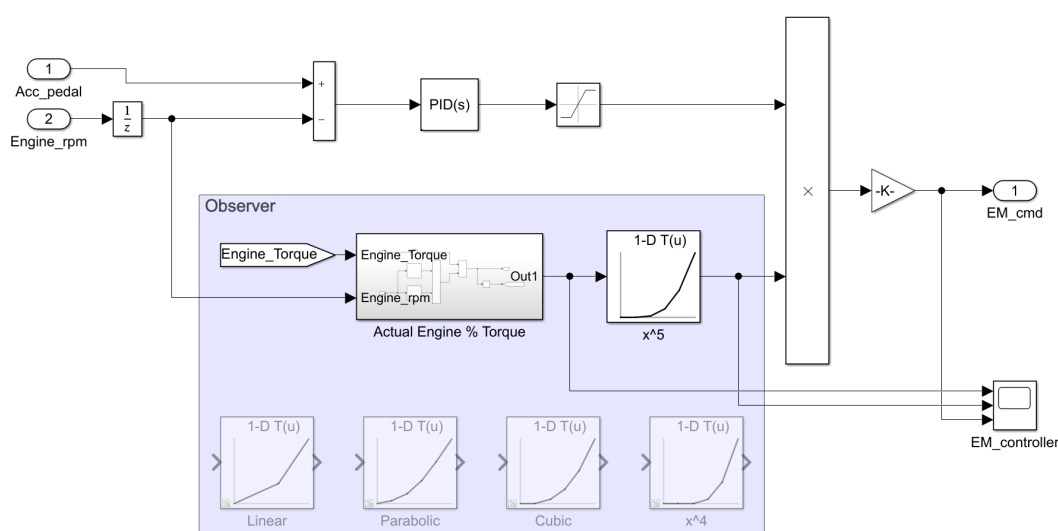 1
Acc_pedal
2
Engine_rpm
1
z
+
−
PID(s)
×
-K-
1
EM_cmd
Observer
Engine_Torque
Engine_Torque
Engine_rpm
Out1
Actual Engine % Torque
1-D T(u)
x^5
EM_controller
1-D T(u)
Linear
1-D T(u)
Parabolic
1-D T(u)
Cubic
1-D T(u)
x^4